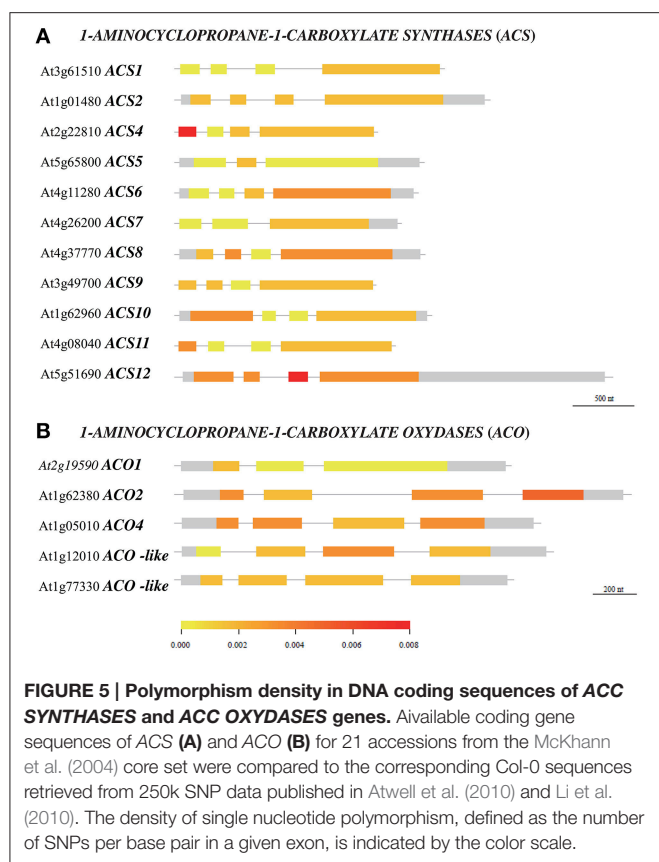 A 1-AMINOCYCLOPROPANE-1-CARBOXYLATE SYNTHASES (ACS)
At3g61510 ACS1
At1g01480 ACS2
At2g22810 ACS4
At5g65800 ACS5
At4g11280 ACS6
At4g26200 ACS7
At4g37770 ACS8
At3g49700 ACS9
At1g62960 ACS10
At4g08040 ACS11
At5g51690 ACS12
500 nt
B 1-AMINOCYCLOPROPANE-1-CARBOXYLATE OXYDASES (ACO)
At2g19590 ACO1
At1g62380 ACO2
At1g05010 ACO4
At1g12010 ACO -like
At1g77330 ACO -like
200 nt
0.000 0.002 0.004 0.006 0.008
FIGURE 5 | Polymorphism density in DNA coding sequences of ACC
SYNTHASES and ACC OXYDASES genes. Aivailable coding gene
sequences of ACS (A) and ACO (B) for 21 accessions from the McKhann
et al. (2004) core set were compared to the corresponding Col-0 sequences
retrieved from 250k SNP data published in Atwell et al. (2010) and Li et al.
(2010). The density of single nucleotide polymorphism, defined as the number
of SNPs per base pair in a given exon, is indicated by the color scale.